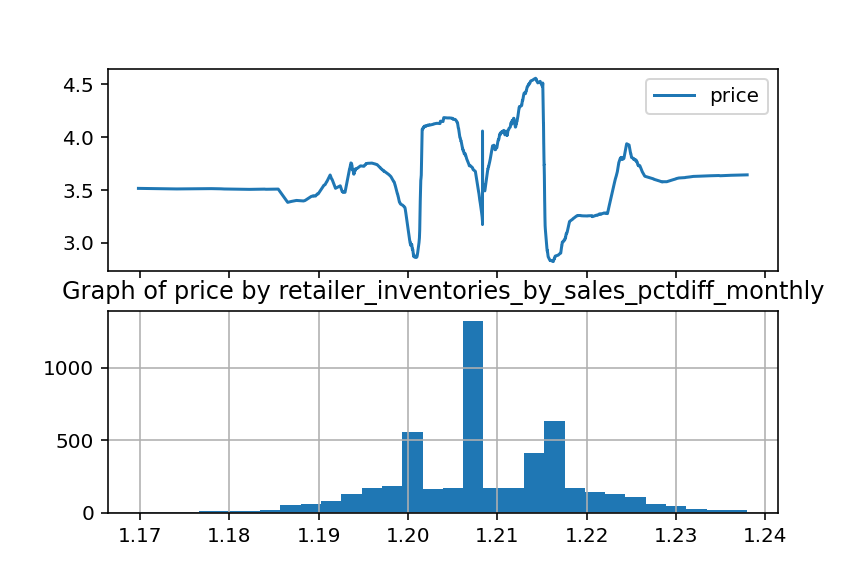 4.5
4.0
3.5
3.0
price
Graph of price by retailer_inventories_by_sales_pctdiff_monthly
1000
500
0
1.17 1.18 1.19 1.20 1.21 1.22 1.23 1.24